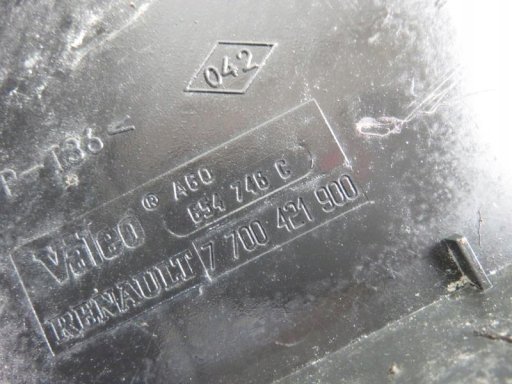 042
P-T36
Valeo ® A60 654 746 C
RENAULT 7 700 421 900